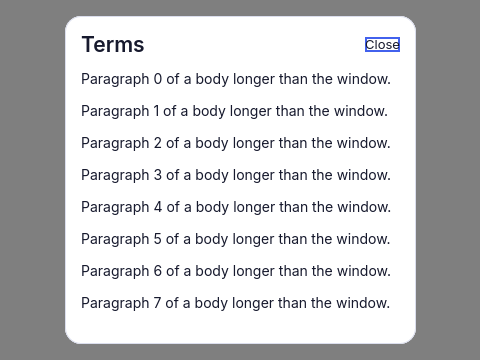 Terms
Close
Paragraph 0 of a body longer than the window.
Paragraph 1 of a body longer than the window.
Paragraph 2 of a body longer than the window.
Paragraph 3 of a body longer than the window.
Paragraph 4 of a body longer than the window.
Paragraph 5 of a body longer than the window.
Paragraph 6 of a body longer than the window.
Paragraph 7 of a body longer than the window.